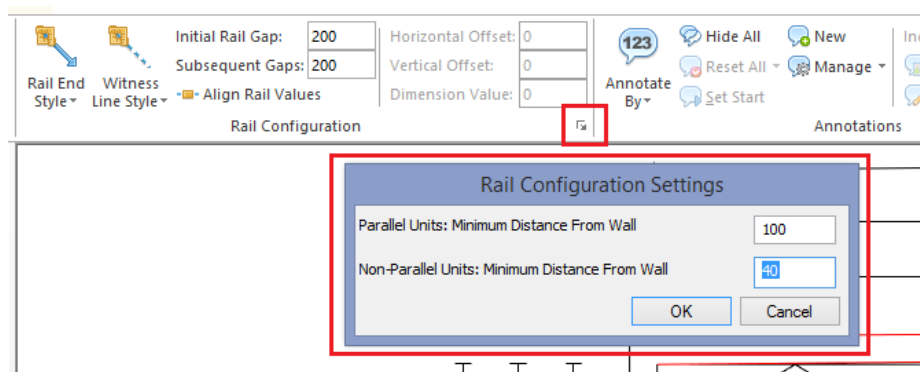 Initial Rail Gap: 200
Subsequent Gaps: 200
Align Rail Values
Rail End Style
Witness Line Style
Horizontal Offset: 0
Vertical Offset: 0
Dimension Value: 0
Rail Configuration
123
Annotate By
Hide All
Reset All
Set Start
New
Manage
Annotations
Rail Configuration Settings
Parallel Units: Minimum Distance From Wall 100
Non-Parallel Units: Minimum Distance From Wall 40
OK Cancel